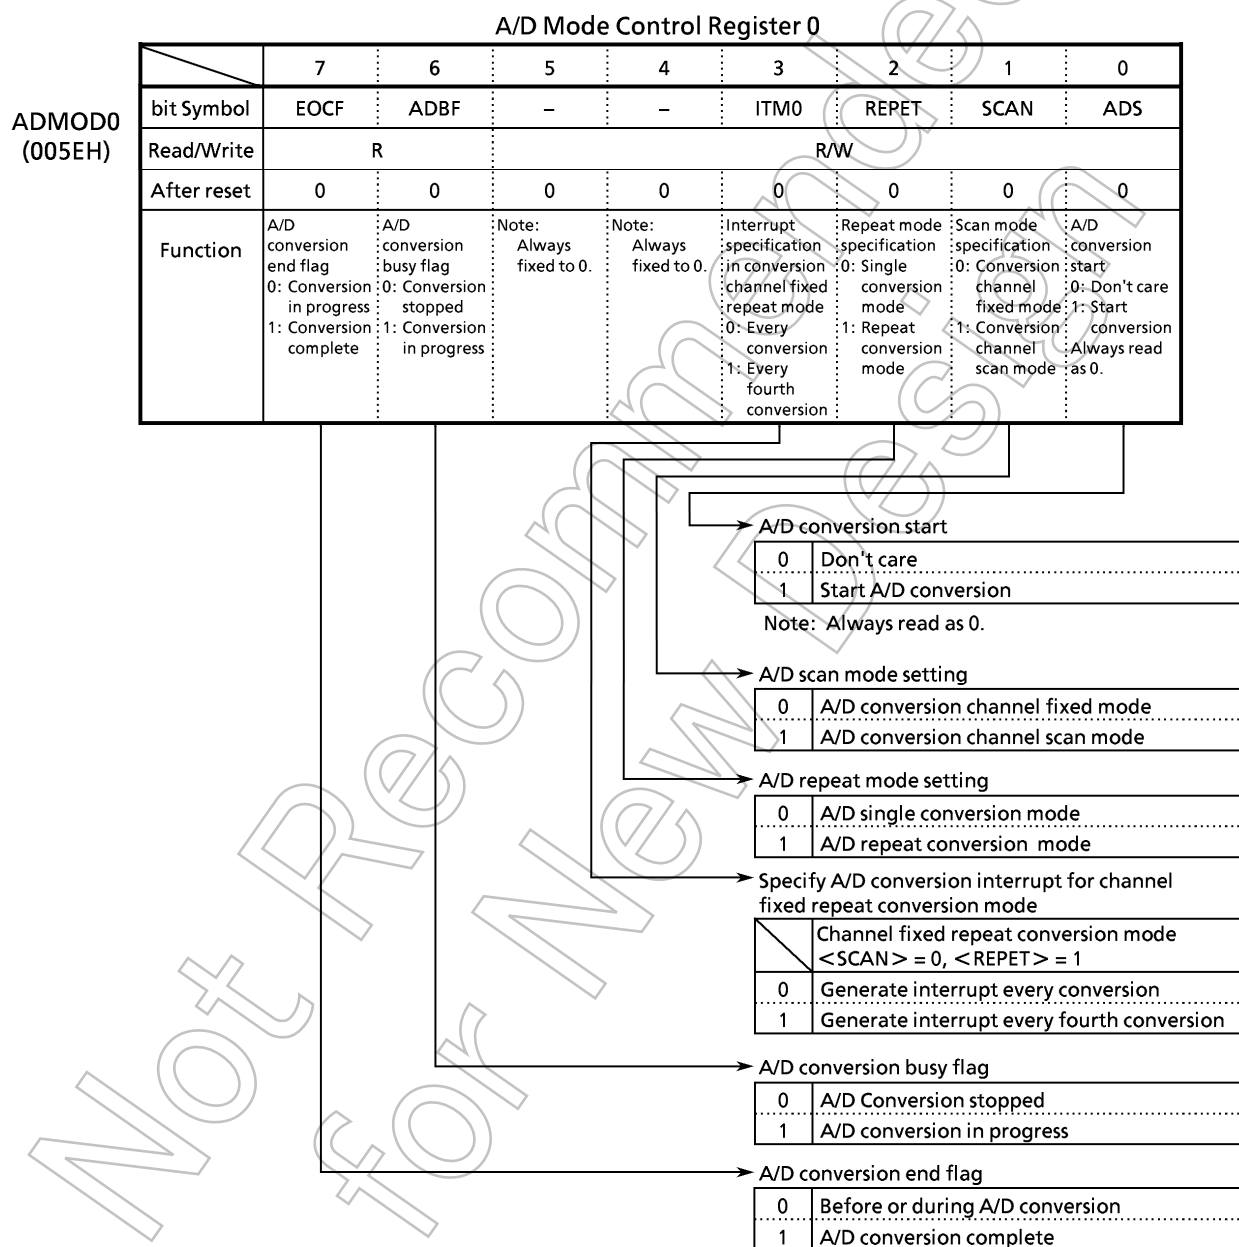 A/D Mode Control Register 0
7 6 5 4 3 2 1 0
ADMOD0
(005EH)
bit Symbol EOCF ADBF – – ITM0 REPET SCAN ADS
Read/Write R R/W
After reset 0 0 0 0 0 0 0 0
Function
A/D
conversion
end flag
0: Conversion
in progress
1: Conversion
complete
A/D
conversion
busy flag
0: Conversion
stopped
1: Conversion
in progress
Note:
Always
fixed to 0.
Note:
Always
fixed to 0.
Interrupt
specification
in conversion
channel fixed
repeat mode
0: Every
conversion
1: Every
fourth
conversion
Repeat mode
specification
0: Single
conversion
mode
1: Repeat
conversion
mode
Scan mode
specification
0: Conversion
channel
fixed mode
1: Conversion
channel
scan mode
A/D
conversion
start
0: Don't care
1: Start
conversion
Always read
as 0.
A/D conversion start
0 Don't care
1 Start A/D conversion
Note: Always read as 0.
A/D scan mode setting
0 A/D conversion channel fixed mode
1 A/D conversion channel scan mode
A/D repeat mode setting
0 A/D single conversion mode
1 A/D repeat conversion mode
Specify A/D conversion interrupt for channel
fixed repeat conversion mode
Channel fixed repeat conversion mode
<SCAN> = 0, <REPET> = 1
0 Generate interrupt every conversion
1 Generate interrupt every fourth conversion
A/D conversion busy flag
0 A/D Conversion stopped
1 A/D conversion in progress
A/D conversion end flag
0 Before or during A/D conversion
1 A/D conversion complete
Not Recommended
for New Design